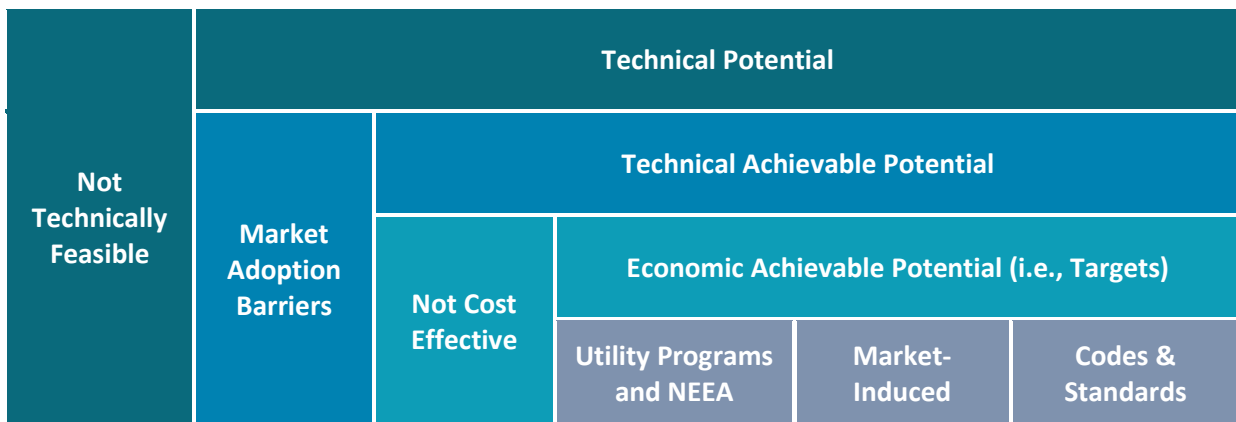 Technical Potential
Not
Technically
Feasible
Technical Achievable Potential
Market
Adoption
Barriers
Economic Achievable Potential (i.e., Targets)
Not Cost
Effective
Utility Programs
and NEEA
Market-
Induced
Codes &
Standards